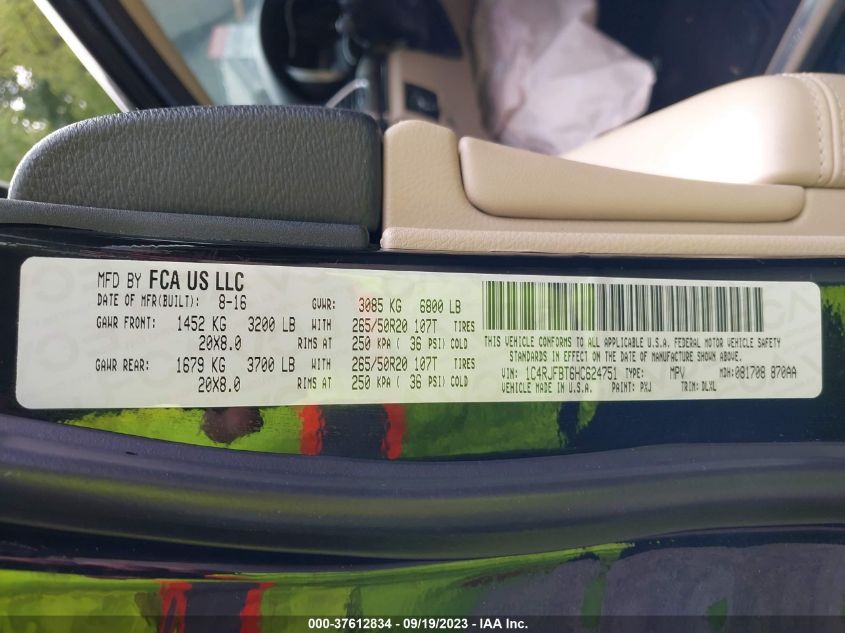 MFD BY FCA US LLC
DATE OF MFR(BUILT): 8-16 GVWR: 3085 KG 6800 LB
GAWR FRONT: 1452 KG 3200 LB WITH 265/50R20 107T TIRES
20X8.0 RIMS AT 250 KPA ( 36 PSI) COLD
GAWR REAR: 1679 KG 3700 LB WITH 265/50R20 107T TIRES
20X8.0 RIMS AT 250 KPA ( 36 PSI) COLD
THIS VEHICLE CONFORMS TO ALL APPLICABLE U.S.A. FEDERAL MOTOR VEHICLE SAFETY
STANDARDS IN EFFECT ON THE DATE OF MANUFACTURE SHOWN ABOVE.
VIN: 1C4RJFBT6HC624751 TYPE: MPV MDH: 081708 870AA
VEHICLE MADE IN U.S.A. PAINT: PXJ TRIM: DLXL
000-37612834 - 09/19/2023 - IAA Inc.